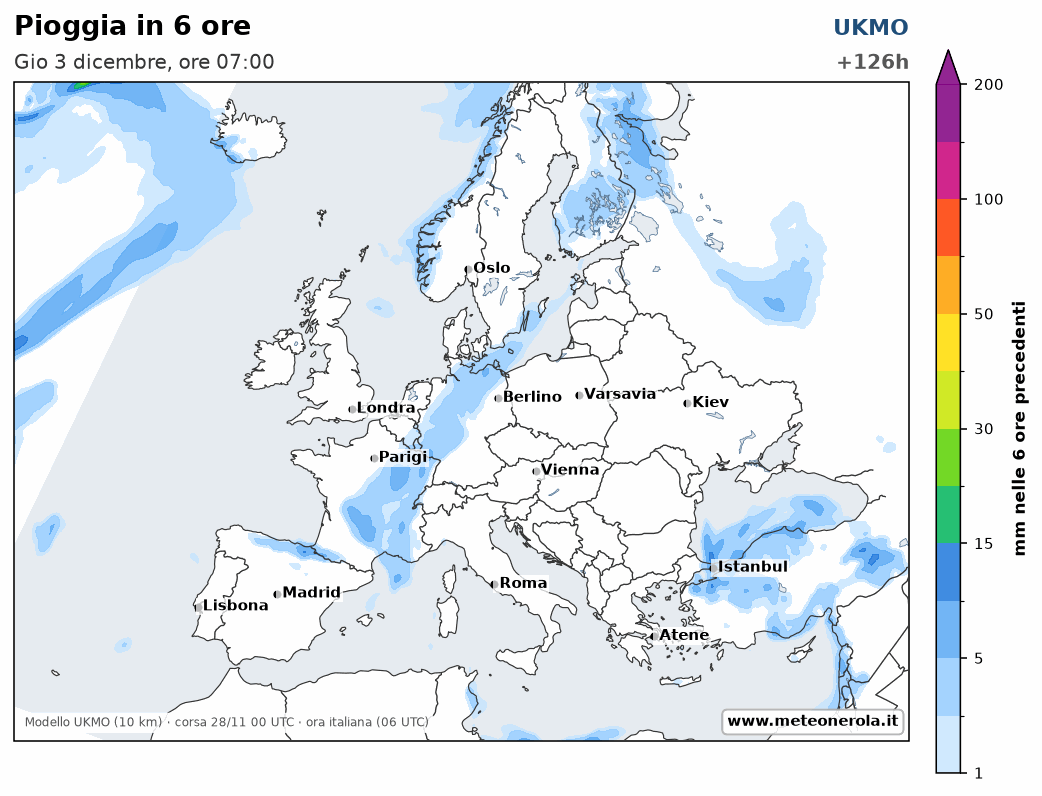 Pioggia in 6 ore
UKMO
Gio 3 dicembre, ore 07:00
+126h
200
100
50
30
15
5
1
mm nelle 6 ore precedenti
Oslo
Londra
Berlino
Varsavia
Kiev
Parigi
Vienna
Istanbul
Madrid
Roma
Lisbona
Atene
Modello UKMO (10 km) · corsa 28/11 00 UTC · ora italiana (06 UTC)
www.meteonerola.it